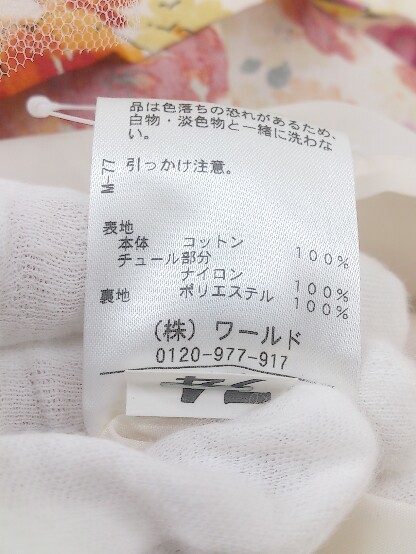 品は色落ちの恐れがあるため、
白物・淡色物と一緒に洗わな
い。
M-77 引っかけ注意。
表地
本体 コットン 100%
チュール部分
ナイロン 100%
裏地 ポリエステル 100%
(株) ワールド
0120-977-917